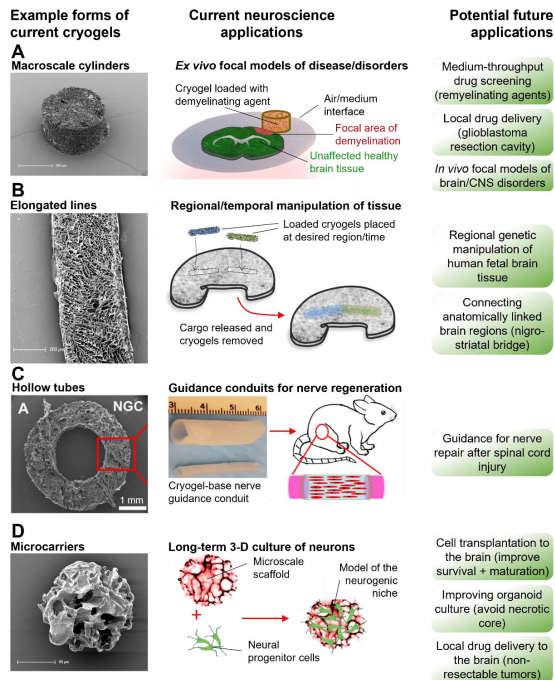 Example forms of
current cryogels
Current neuroscience
applications
Potential future
applications
A
Macroscale cylinders
Ex vivo focal models of disease/disorders
Cryogel loaded with
demyelinating agent
Air/medium
interface
Focal area of
demyelination
Unaffected healthy
brain tissue
Medium-throughput
drug screening
(remyelinating agents)
Local drug delivery
(glioblastoma
resection cavity)
In vivo focal models of
brain/CNS disorders
B
Elongated lines
200 µm
Regional/temporal manipulation of tissue
Loaded cryogels placed
at desired region/time
Cargo released and
cryogels removed
Regional genetic
manipulation of
human fetal brain
tissue
Connecting
anatomically linked
brain regions (nigro-
striatal bridge)
C
Hollow tubes
A
NGC
1 mm
Guidance conduits for nerve regeneration
3 4 5 6
Cryogel-base nerve
guidance conduit
Guidance for nerve
repair after spinal cord
injury
D
Microcarriers
50 µm
Long-term 3-D culture of neurons
Microscale
scaffold
+
Neural
progenitor cells
Model of the
neurogenic
niche
Cell transplantation to
the brain (improve
survival + maturation)
Improving organoid
culture (avoid necrotic
core)
Local drug delivery to
the brain (non-
resectable tumors)